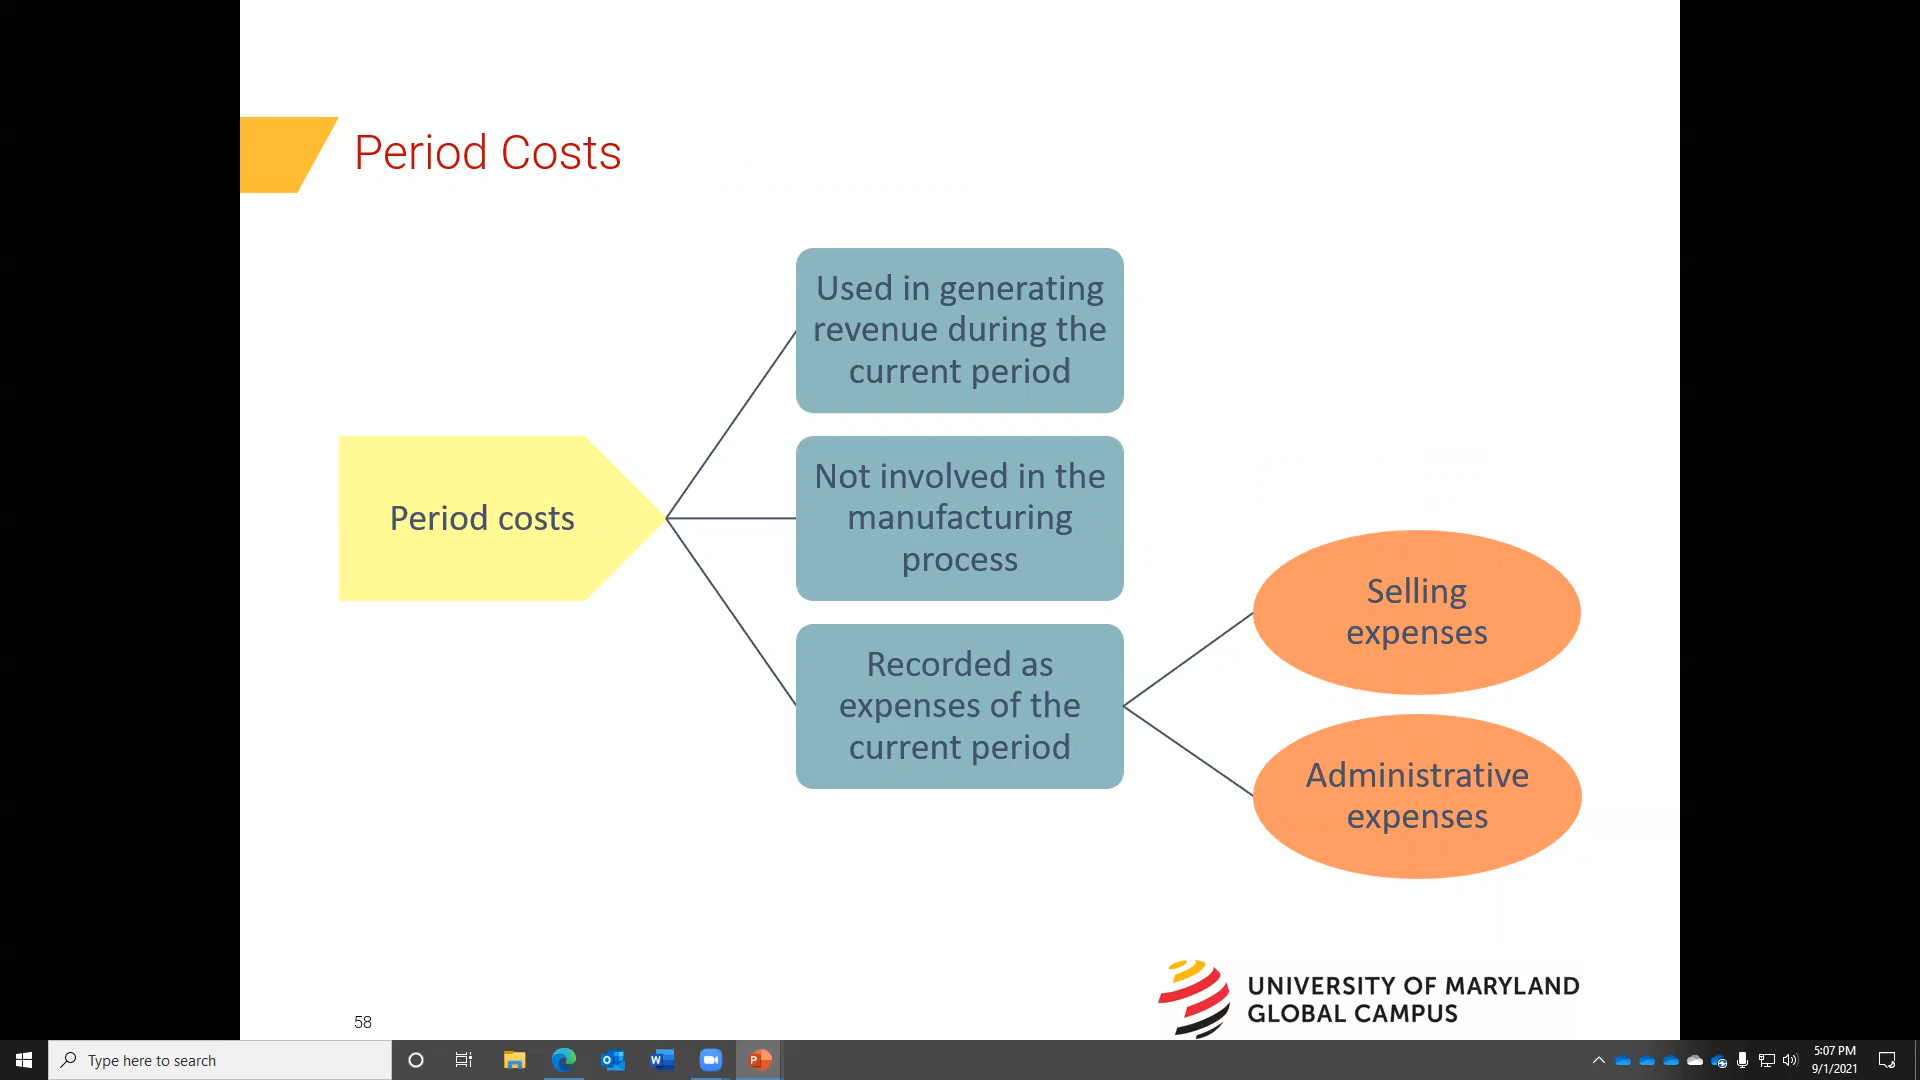 Period Costs
Used in generating
revenue during the
current period
Period costs
Not involved in the
manufacturing
process
Recorded as
expenses of the
current period
Selling
expenses
Administrative
expenses
UNIVERSITY OF MARYLAND
GLOBAL CAMPUS
58
Type here to search
5:07 PM
9/1/2021